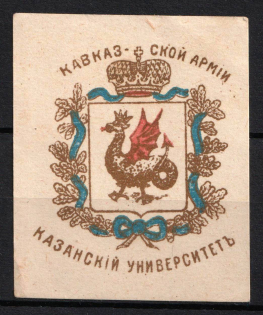 КАВКАЗ-СКОЙ АРМІИ
КАЗАНСКІЙ УНИВЕРСИТЕТЪ